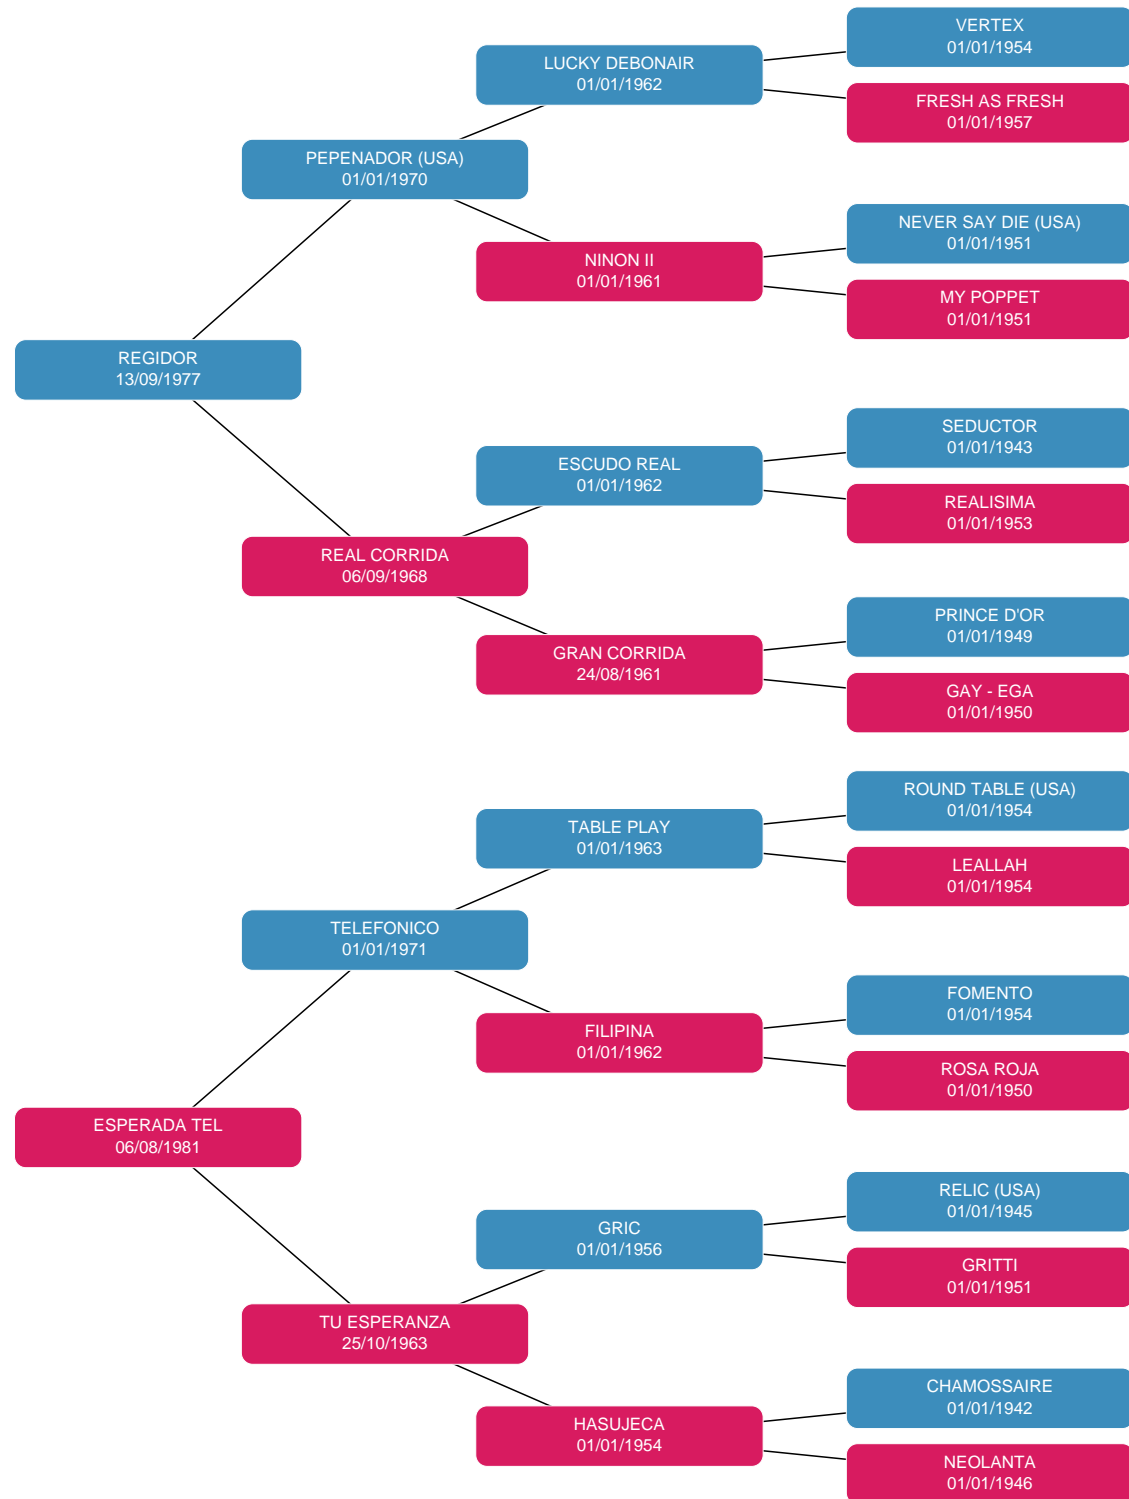 VERTEX
01/01/1954
LUCKY DEBONAIR
01/01/1962
FRESH AS FRESH
01/01/1957
PEPENADOR (USA)
01/01/1970
NEVER SAY DIE (USA)
01/01/1951
NINON II
01/01/1961
MY POPPET
01/01/1951
REGIDOR
13/09/1977
SEDUCTOR
01/01/1943
ESCUDO REAL
01/01/1962
REALISIMA
01/01/1953
REAL CORRIDA
06/09/1968
PRINCE D'OR
01/01/1949
GRAN CORRIDA
24/08/1961
GAY - EGA
01/01/1950
ROUND TABLE (USA)
01/01/1954
TABLE PLAY
01/01/1963
LEALLAH
01/01/1954
TELEFONICO
01/01/1971
FOMENTO
01/01/1954
FILIPINA
01/01/1962
ROSA ROJA
01/01/1950
ESPERADA TEL
06/08/1981
RELIC (USA)
01/01/1945
GRIC
01/01/1956
GRITTI
01/01/1951
TU ESPERANZA
25/10/1963
CHAMOSSAIRE
01/01/1942
HASUJECA
01/01/1954
NEOLANTA
01/01/1946